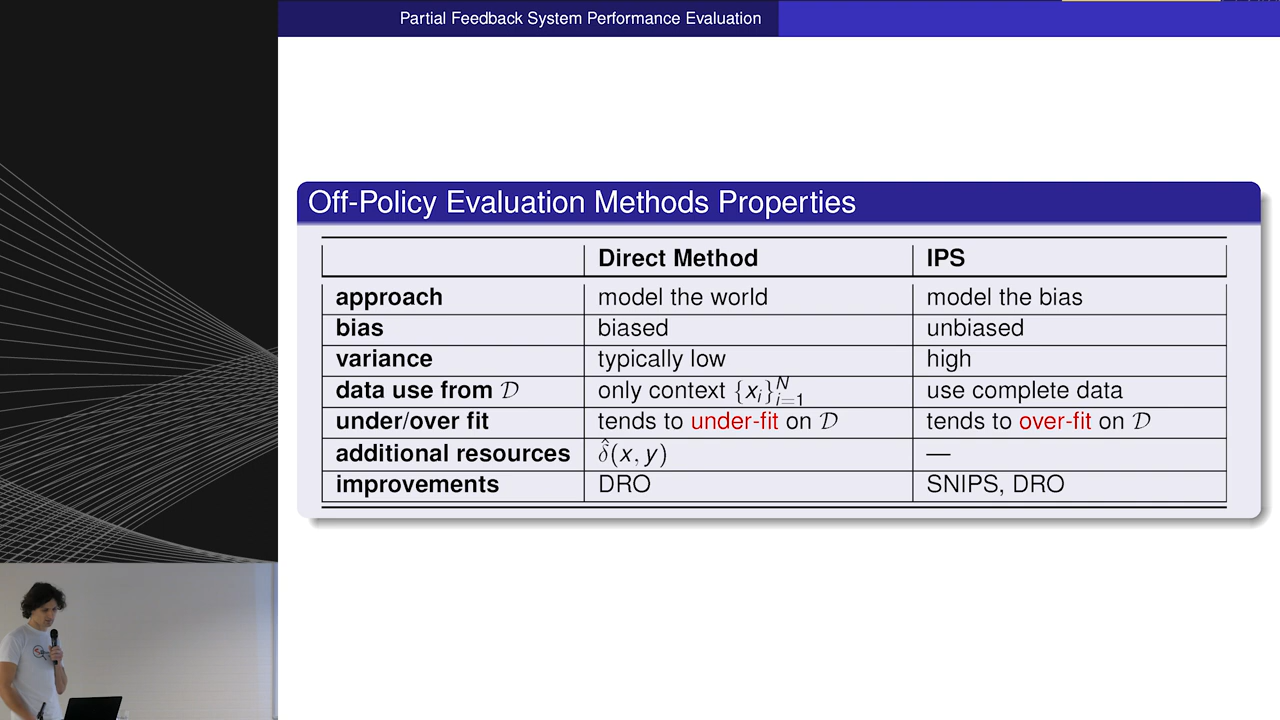 Partial Feedback System Performance Evaluation
Off-Policy Evaluation Methods Properties
Direct Method IPS
approach model the world model the bias
bias biased unbiased
variance typically low high
data use from 𝒟 only context {xᵢ}ᵢ₌₁ᴺ use complete data
under/over fit tends to under-fit on 𝒟 tends to over-fit on 𝒟
additional resources δ̂(x, y) —
improvements DRO SNIPS, DRO